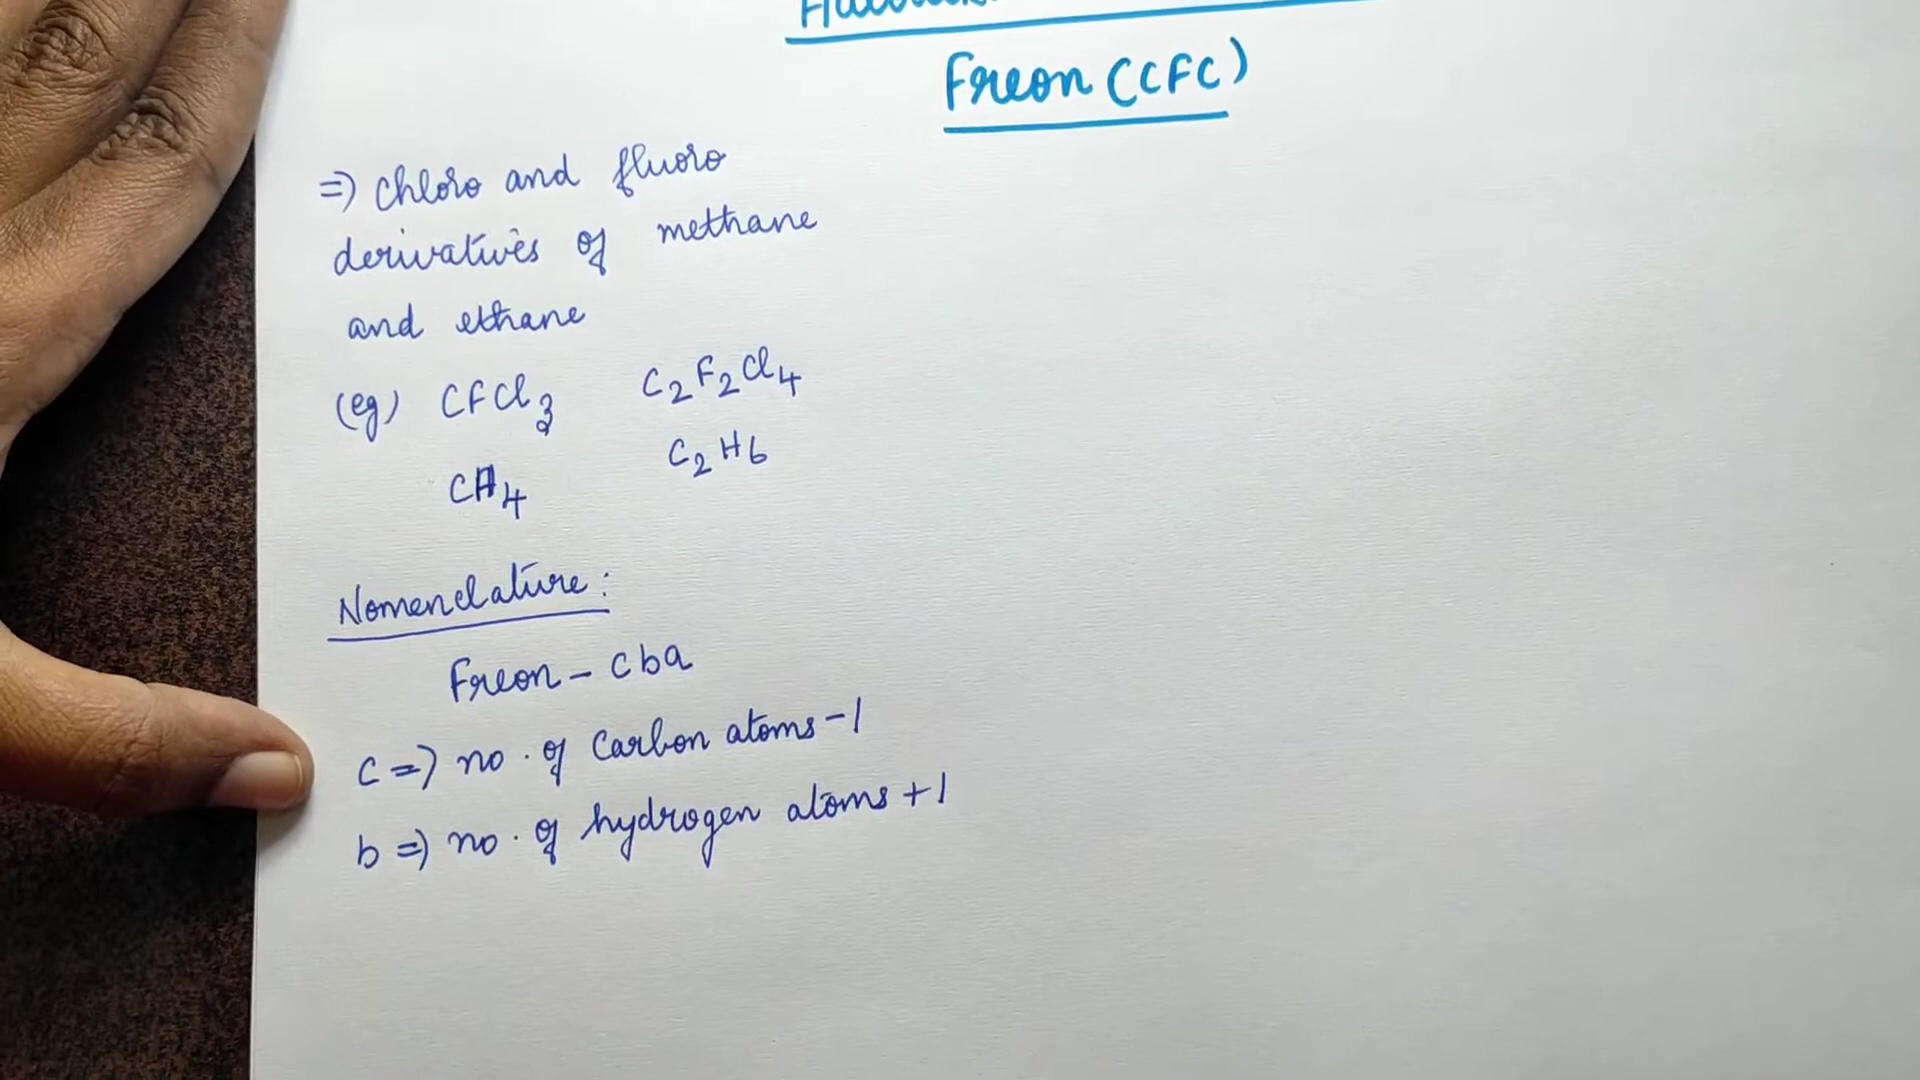 Freon (CFC)
=> chloro and fluoro
derivatives of methane
and ethane
(eg) CFCl3 C2F2Cl4
CH4 C2H6
Nomenclature:
Freon - cba
c => no. of Carbon atoms - 1
b => no. of hydrogen atoms + 1